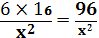 6 × 16 / x² = 96 / x²